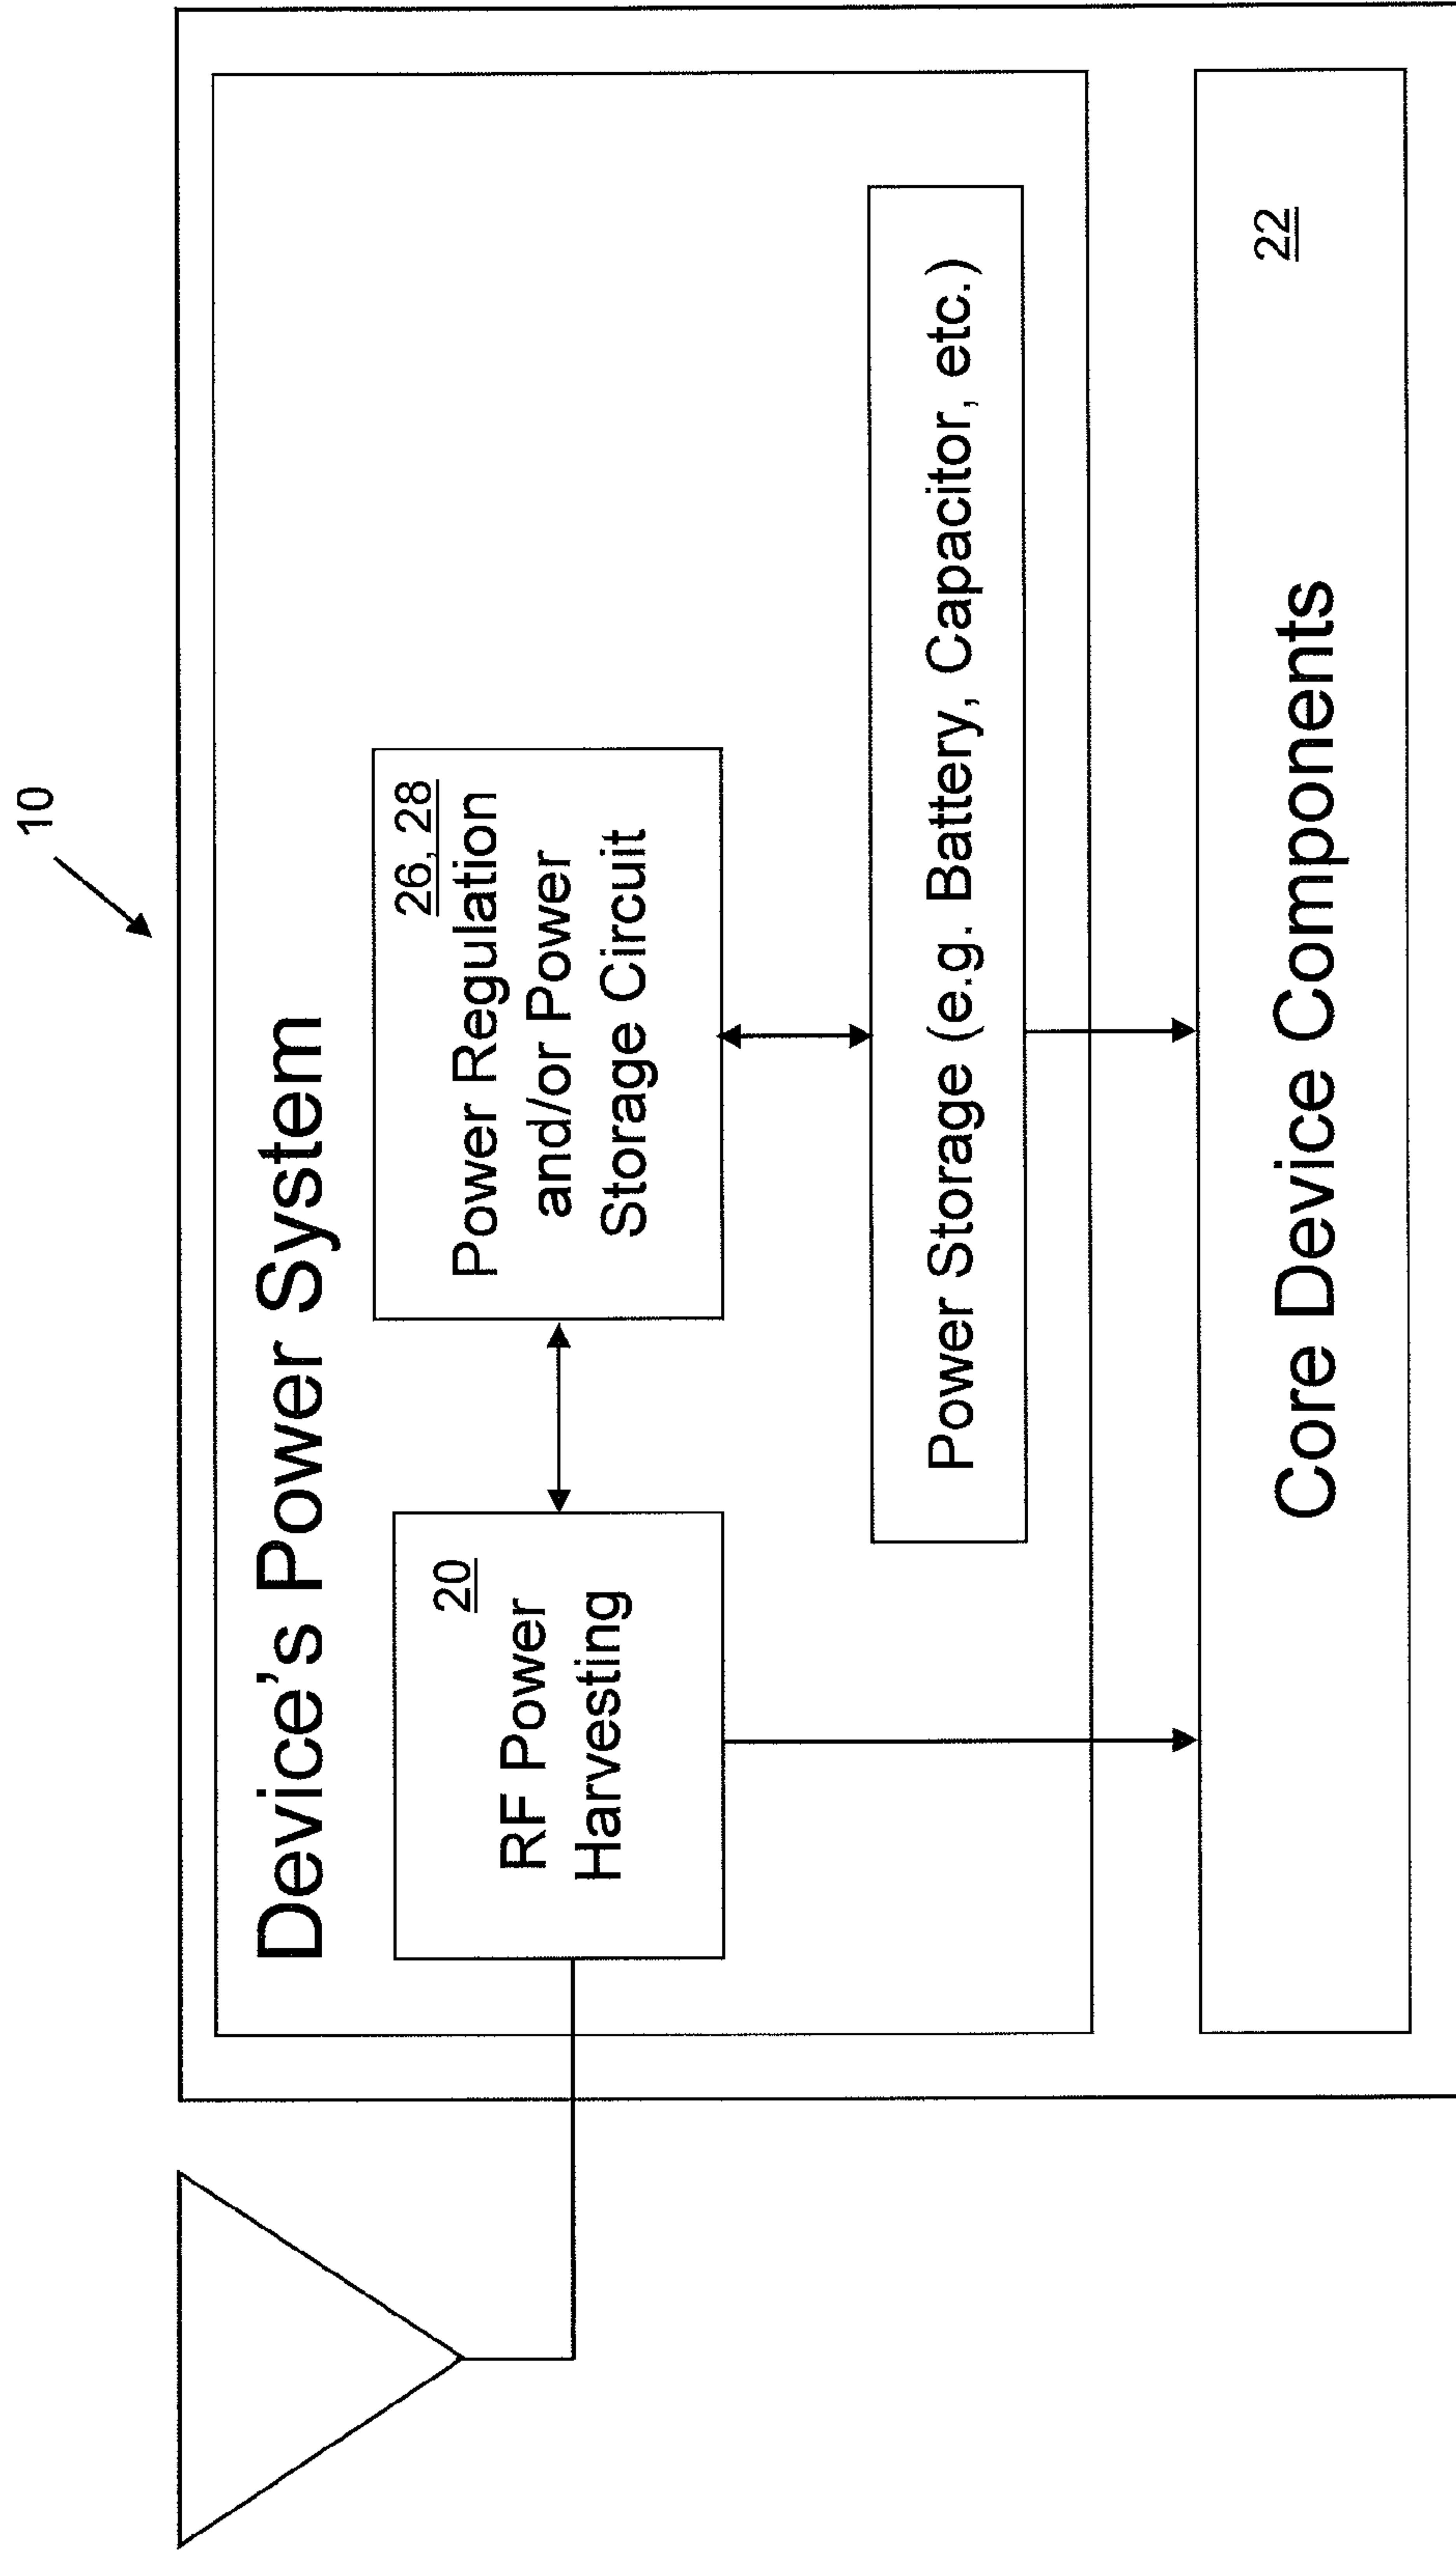 10
Device's Power System
20
RF Power
Harvesting
26, 28
Power Regulation
and/or Power
Storage Circuit
Power Storage (e.g. Battery, Capacitor, etc.)
22
Core Device Components